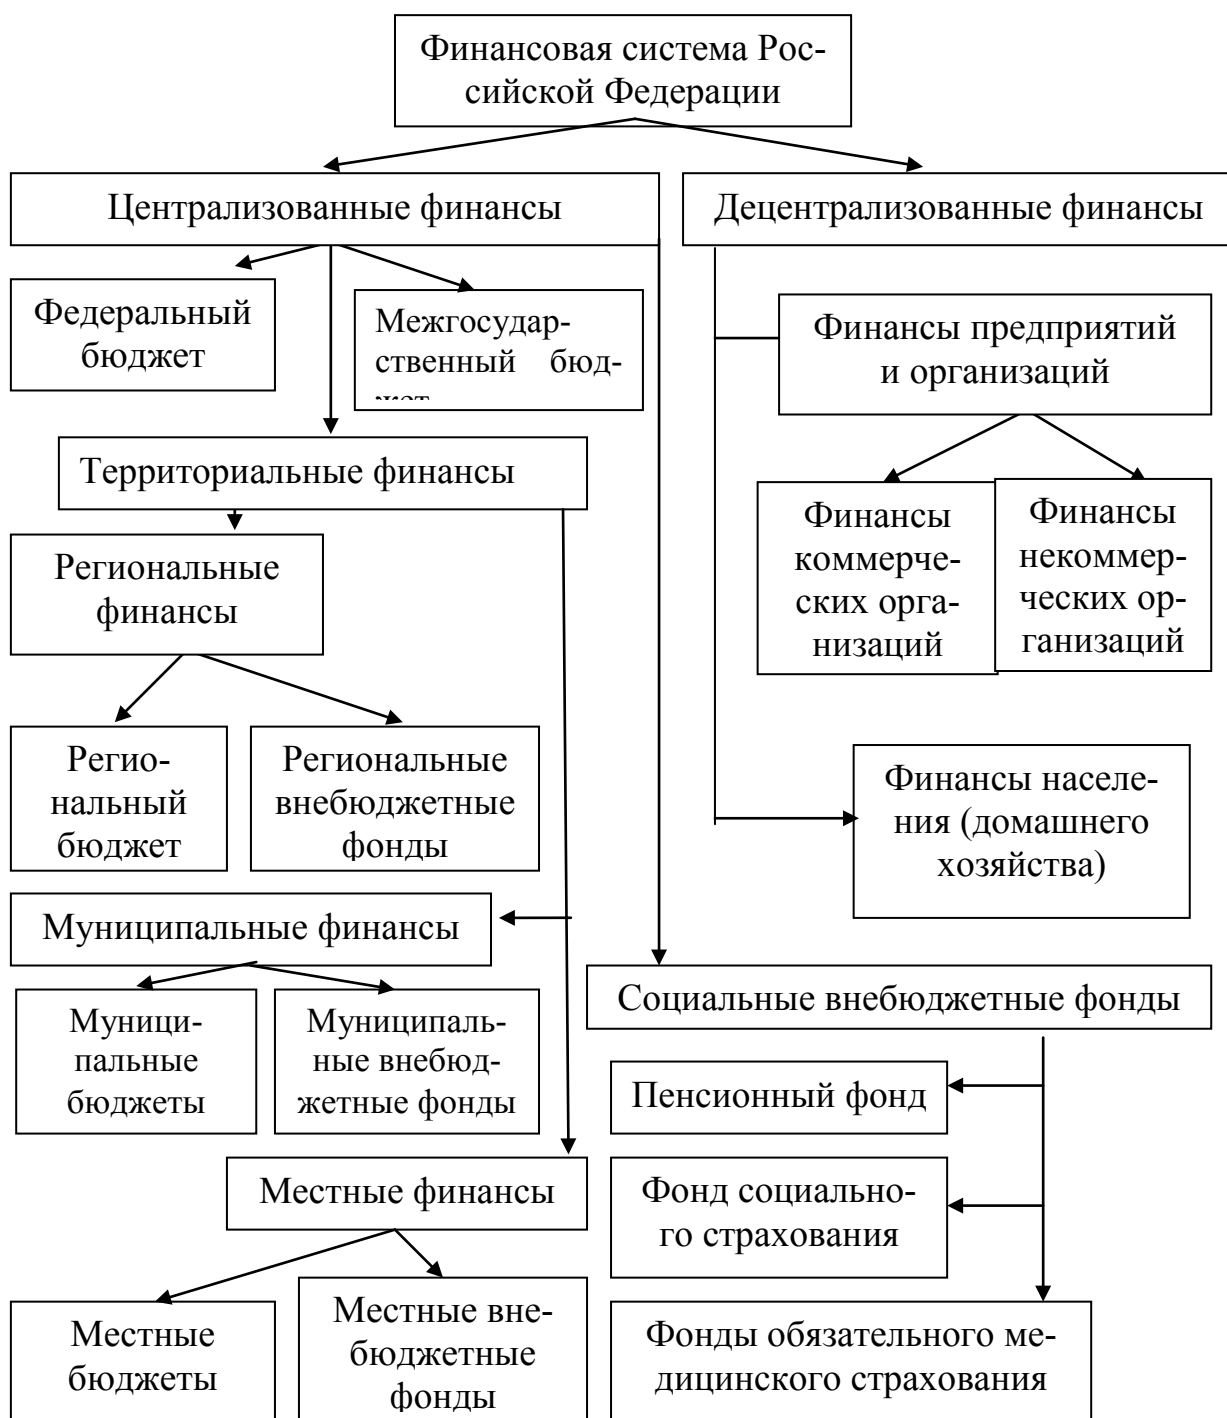 Финансовая система Рос-
сийской Федерации
Централизованные финансы
Децентрализованные финансы
Федеральный
бюджет
Межгосудар-
ственный бюд-
жет
Финансы предприятий
и организаций
Территориальные финансы
Финансы
коммерче-
ских орга-
низаций
Финансы
некоммер-
ческих ор-
ганизаций
Региональные
финансы
Регио-
нальный
бюджет
Региональные
внебюджетные
фонды
Финансы населе-
ния (домашнего
хозяйства)
Муниципальные финансы
Муници-
пальные
бюджеты
Муниципаль-
ные внебюд-
жетные фонды
Социальные внебюджетные фонды
Пенсионный фонд
Местные финансы
Фонд социально-
го страхования
Местные
бюджеты
Местные вне-
бюджетные
фонды
Фонды обязательного ме-
дицинского страхования